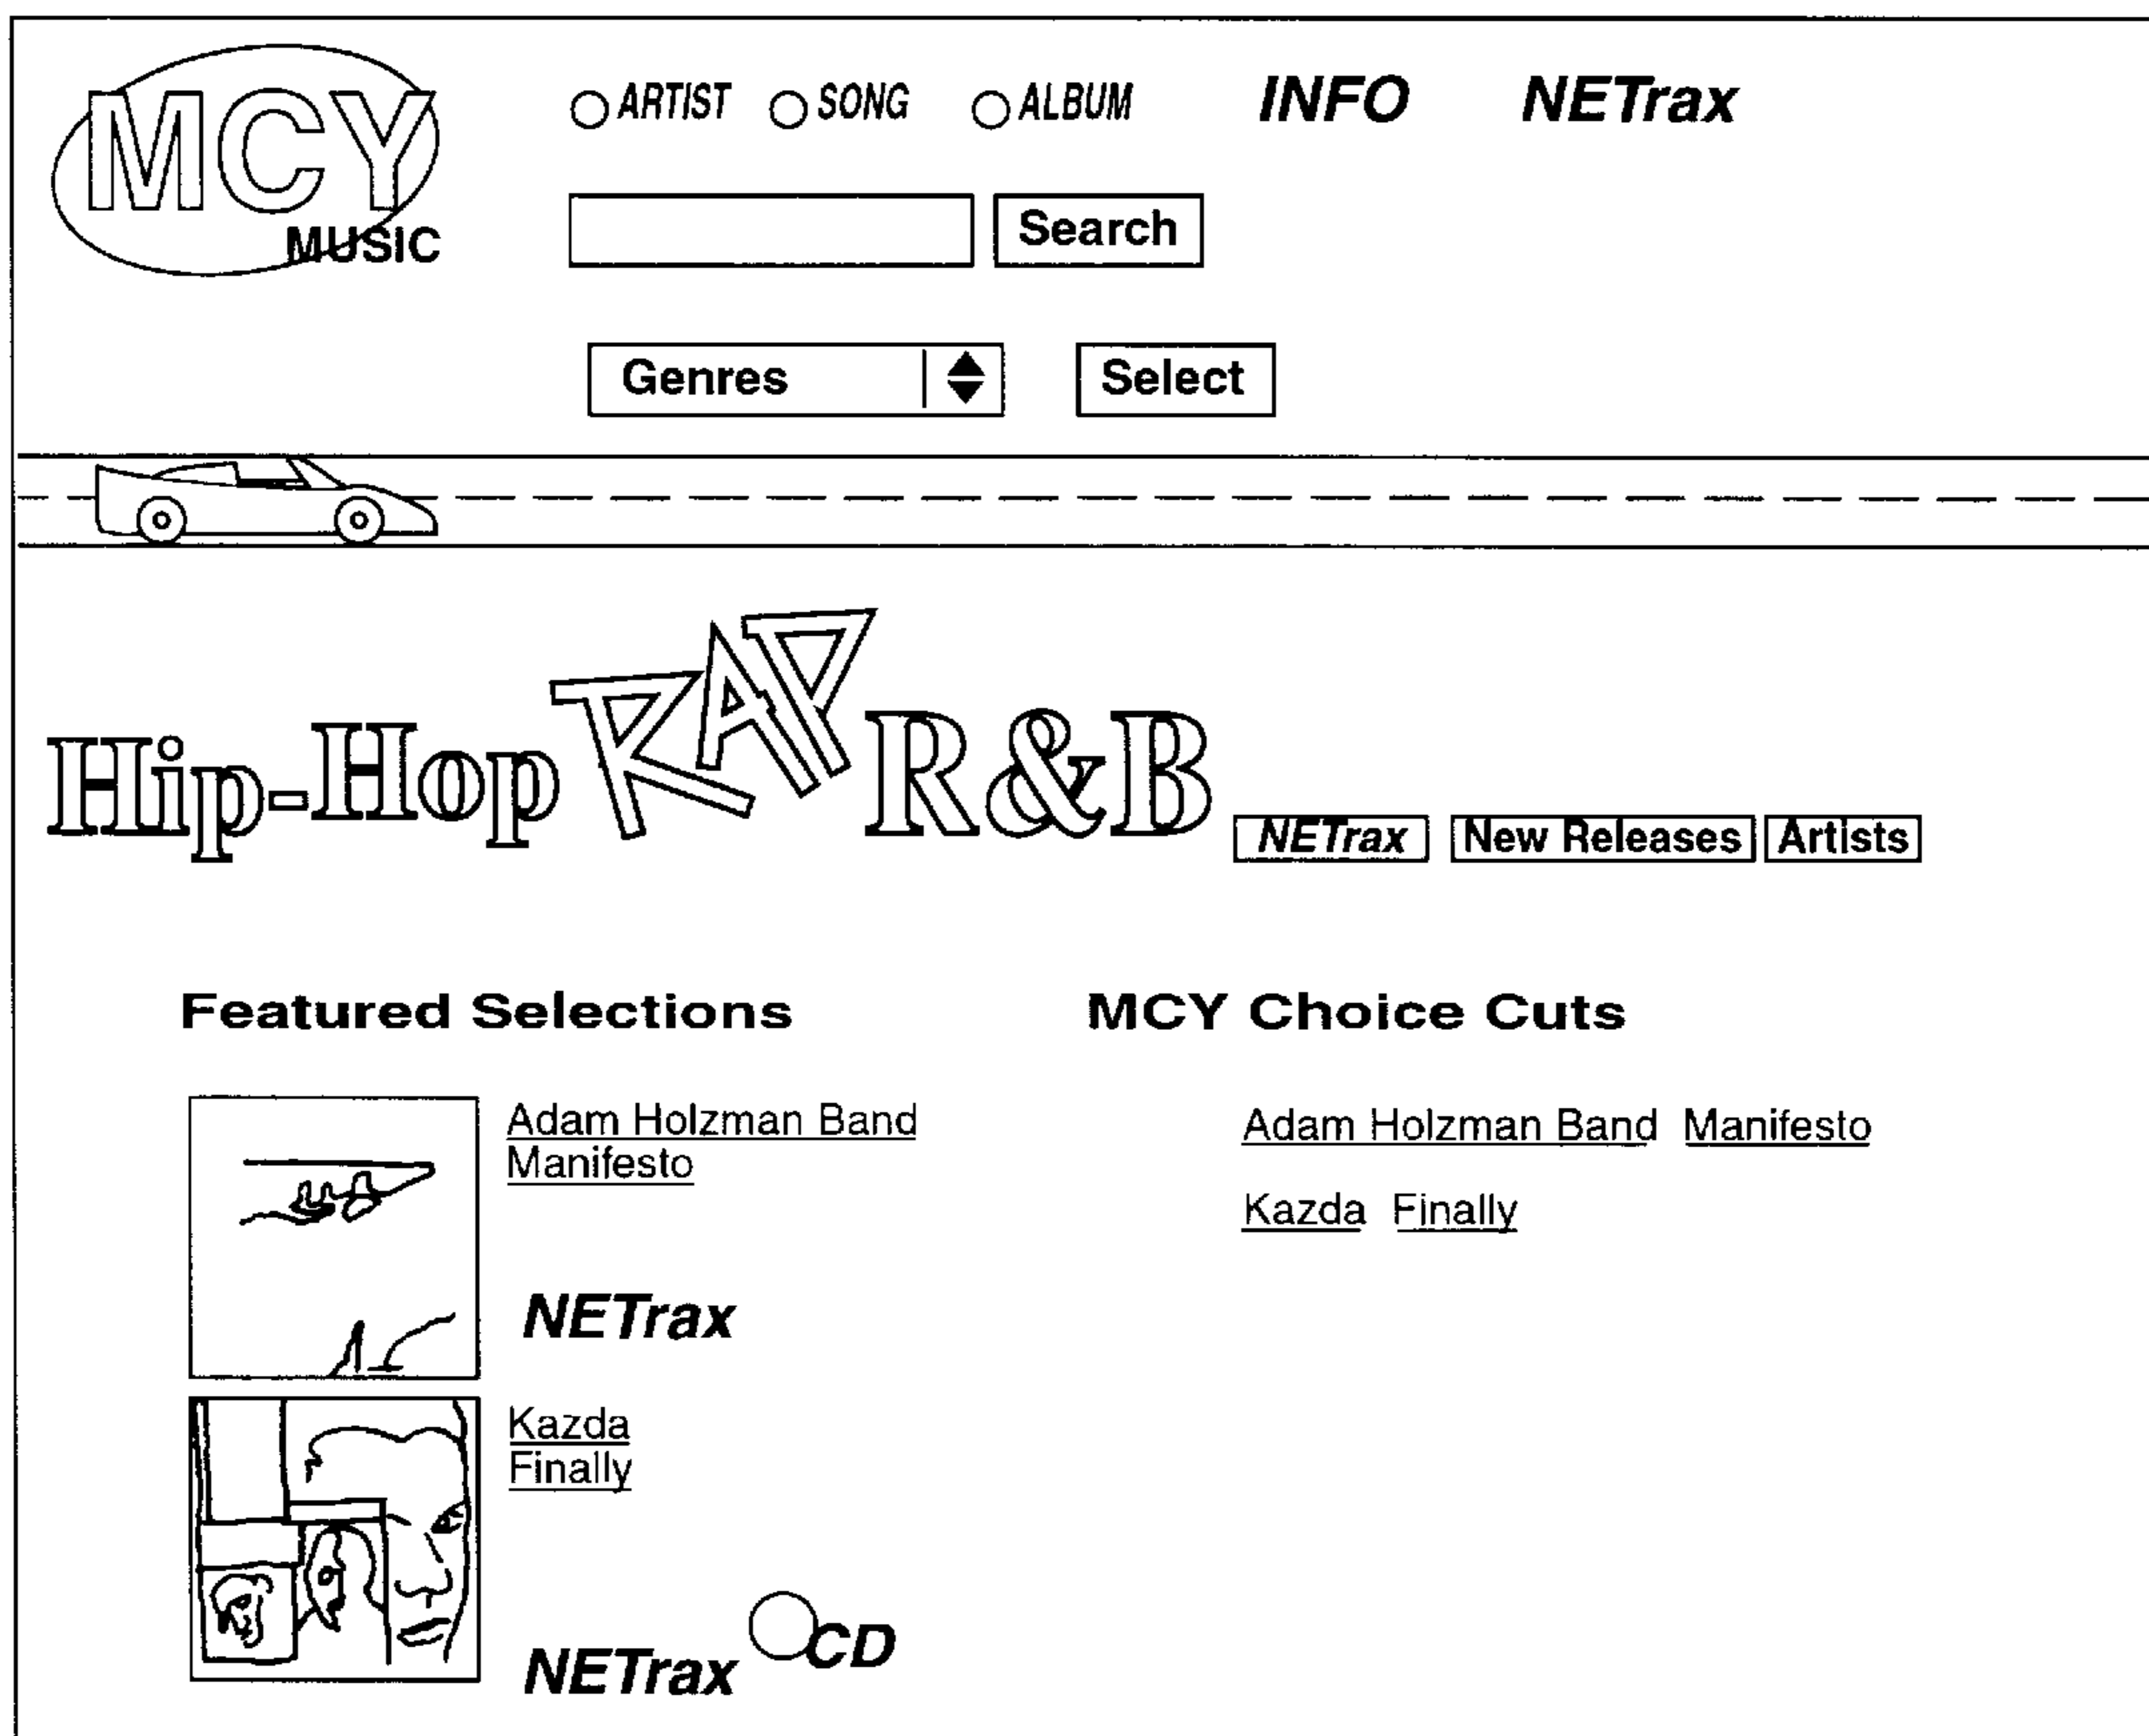 MCY
MUSIC
ARTIST SONG ALBUM INFO NETrax
Search
Genres Select
Hip-Hop RAP R&B NETrax New Releases Artists
Featured Selections MCY Choice Cuts
Adam Holzman Band
Manifesto
Adam Holzman Band Manifesto
Kazda Finally
NETrax
Kazda
Finally
NETrax CD